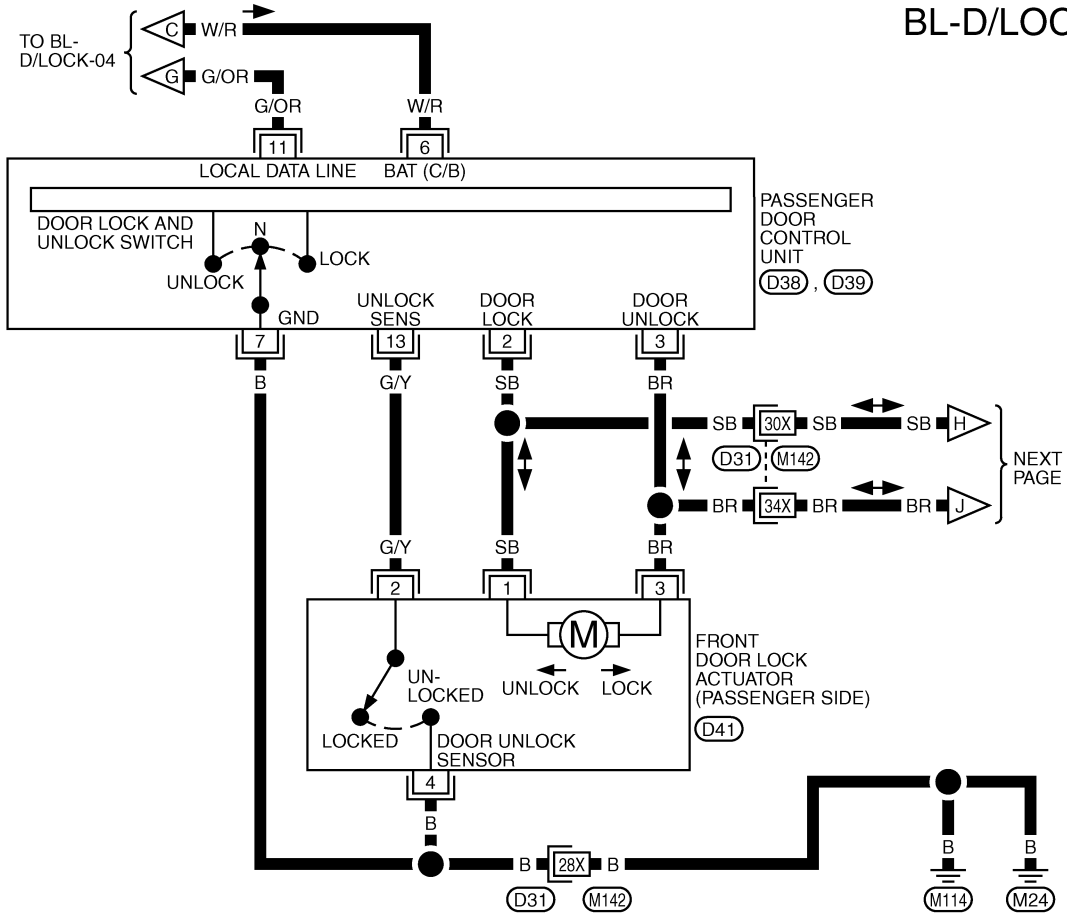 BL-D/LOC
TO BL-
D/LOCK-04
C W/R
G G/OR
G/OR W/R
11 6
LOCAL DATA LINE BAT (C/B)
DOOR LOCK AND
UNLOCK SWITCH
N
UNLOCK
LOCK
PASSENGER
DOOR
CONTROL
UNIT
D38 , D39
GND
UNLOCK
SENS
DOOR
LOCK
DOOR
UNLOCK
7 13 2 3
B G/Y SB BR
SB 30X SB SB H
D31 M142
BR 34X BR BR J
NEXT
PAGE
G/Y SB BR
2 1 3
M
UNLOCK LOCK
UN-
LOCKED
LOCKED
DOOR UNLOCK
SENSOR
FRONT
DOOR LOCK
ACTUATOR
(PASSENGER SIDE)
D41
4
B
B 28X B
D31 M142
B B
M114 M24